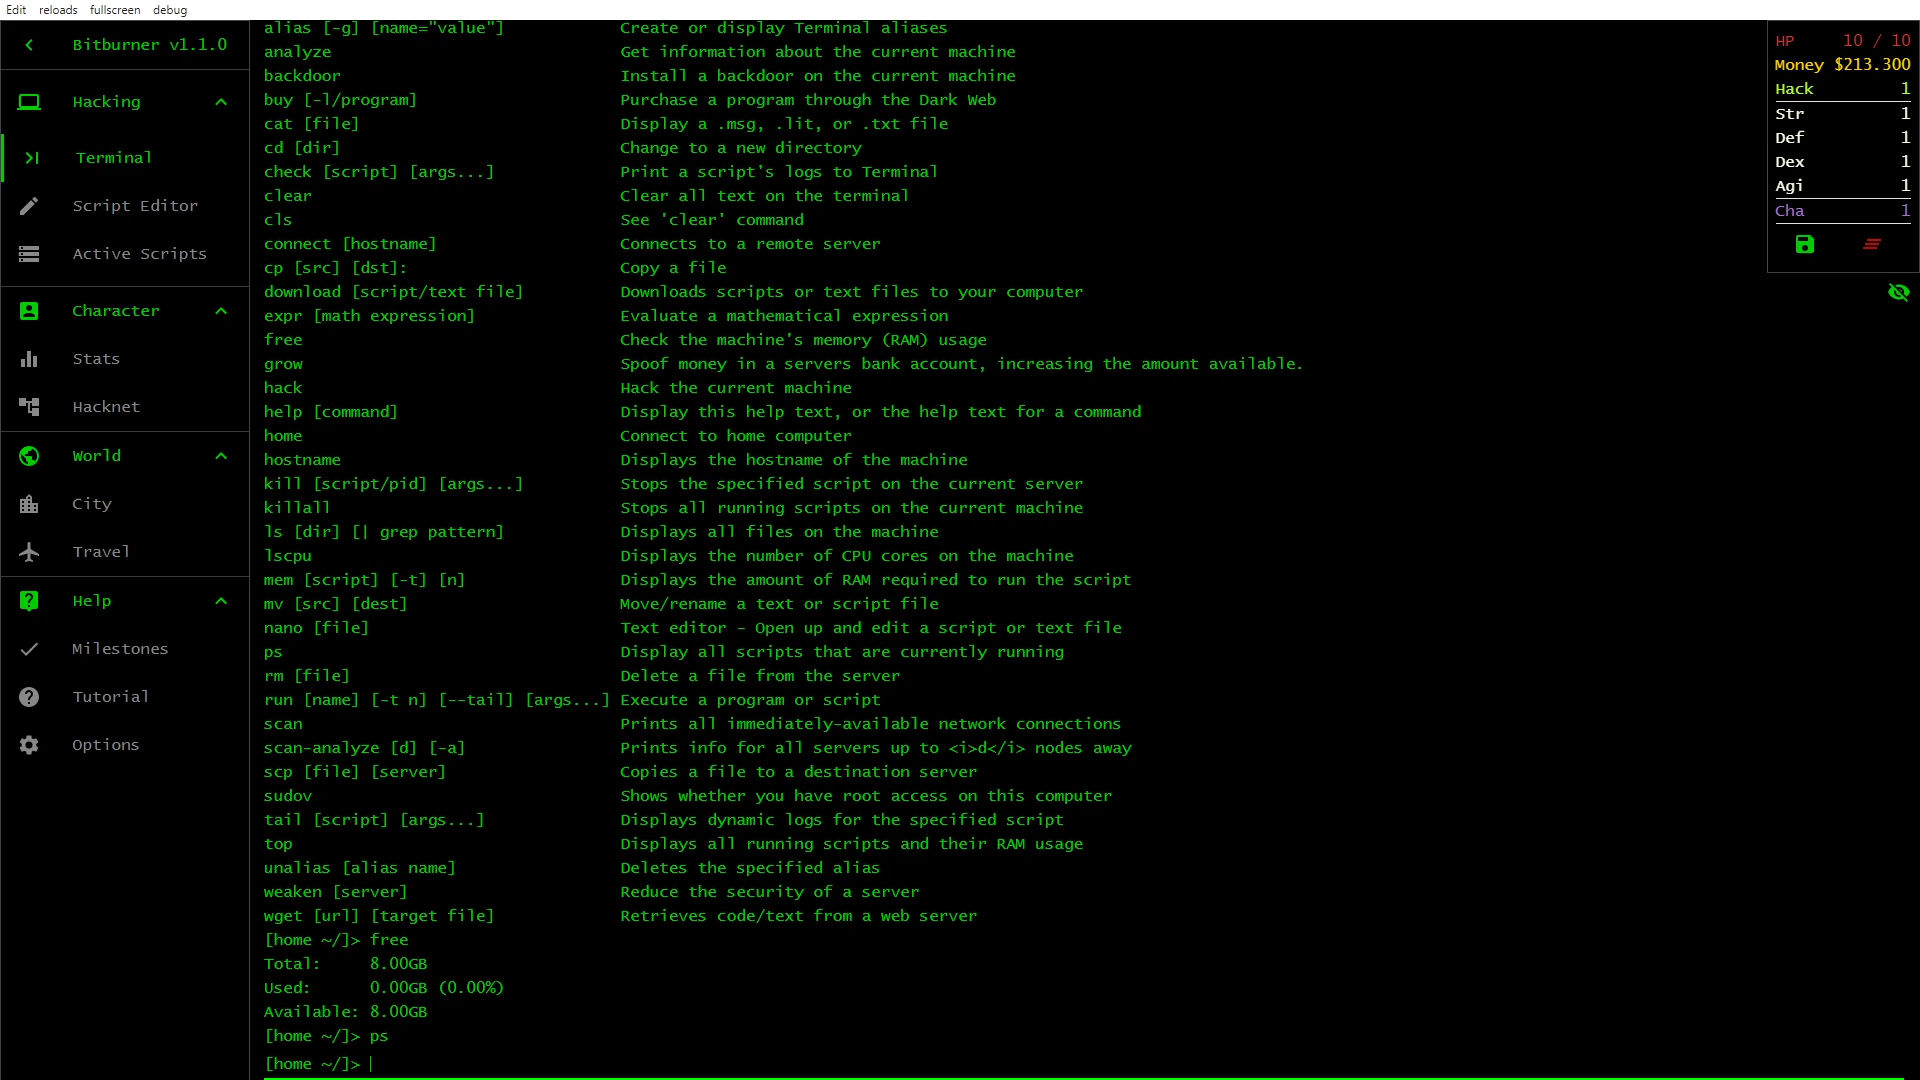 Edit reloads fullscreen debug
Bitburner v1.1.0
Hacking
Terminal
Script Editor
Active Scripts
Character
Stats
Hacknet
World
City
Travel
Help
Milestones
Tutorial
Options
alias [-g] [name="value"] Create or display Terminal aliases
analyze Get information about the current machine
backdoor Install a backdoor on the current machine
buy [-l/program] Purchase a program through the Dark Web
cat [file] Display a .msg, .lit, or .txt file
cd [dir] Change to a new directory
check [script] [args...] Print a script's logs to Terminal
clear Clear all text on the terminal
cls See 'clear' command
connect [hostname] Connects to a remote server
cp [src] [dst]: Copy a file
download [script/text file] Downloads scripts or text files to your computer
expr [math expression] Evaluate a mathematical expression
free Check the machine's memory (RAM) usage
grow Spoof money in a servers bank account, increasing the amount available.
hack Hack the current machine
help [command] Display this help text, or the help text for a command
home Connect to home computer
hostname Displays the hostname of the machine
kill [script/pid] [args...] Stops the specified script on the current server
killall Stops all running scripts on the current machine
ls [dir] [| grep pattern] Displays all files on the machine
lscpu Displays the number of CPU cores on the machine
mem [script] [-t] [n] Displays the amount of RAM required to run the script
mv [src] [dest] Move/rename a text or script file
nano [file] Text editor - Open up and edit a script or text file
ps Display all scripts that are currently running
rm [file] Delete a file from the server
run [name] [-t n] [--tail] [args...] Execute a program or script
scan Prints all immediately-available network connections
scan-analyze [d] [-a] Prints info for all servers up to <i>d</i> nodes away
scp [file] [server] Copies a file to a destination server
sudov Shows whether you have root access on this computer
tail [script] [args...] Displays dynamic logs for the specified script
top Displays all running scripts and their RAM usage
unalias [alias name] Deletes the specified alias
weaken [server] Reduce the security of a server
wget [url] [target file] Retrieves code/text from a web server
[home ~/]> free
Total: 8.00GB
Used: 0.00GB (0.00%)
Available: 8.00GB
[home ~/]> ps
[home ~/]>
HP 10 / 10
Money $213.300
Hack 1
Str 1
Def 1
Dex 1
Agi 1
Cha 1